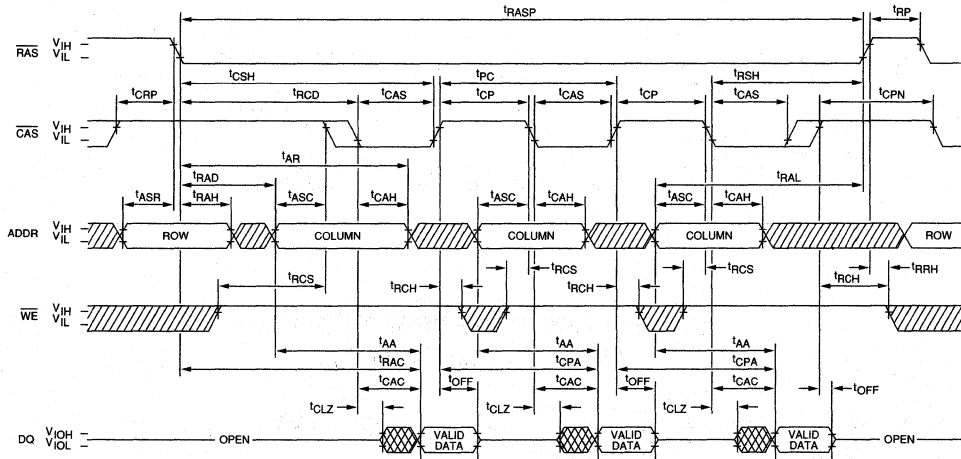 tRASP tRP
RAS VIH
VIL
tCSH tPC tRSH
tCRP tRCD tCAS tCP tCAS tCP tCAS tCPN
CAS VIH
VIL
tAR
tRAD tRAL
tASR tRAH tASC tCAH tASC tCAH tASC tCAH
ADDR VIH
VIL
ROW COLUMN COLUMN COLUMN ROW
tRCS tRCH tRCS tRCH tRCS tRCH tRRH
WE VIH
VIL
tAA tAA tAA
tRAC tCPA tCPA
tCAC tOFF tCAC tOFF tCAC tOFF
tCLZ tCLZ tCLZ
DQ VIOH
VIOL
OPEN VALID DATA VALID DATA VALID DATA OPEN